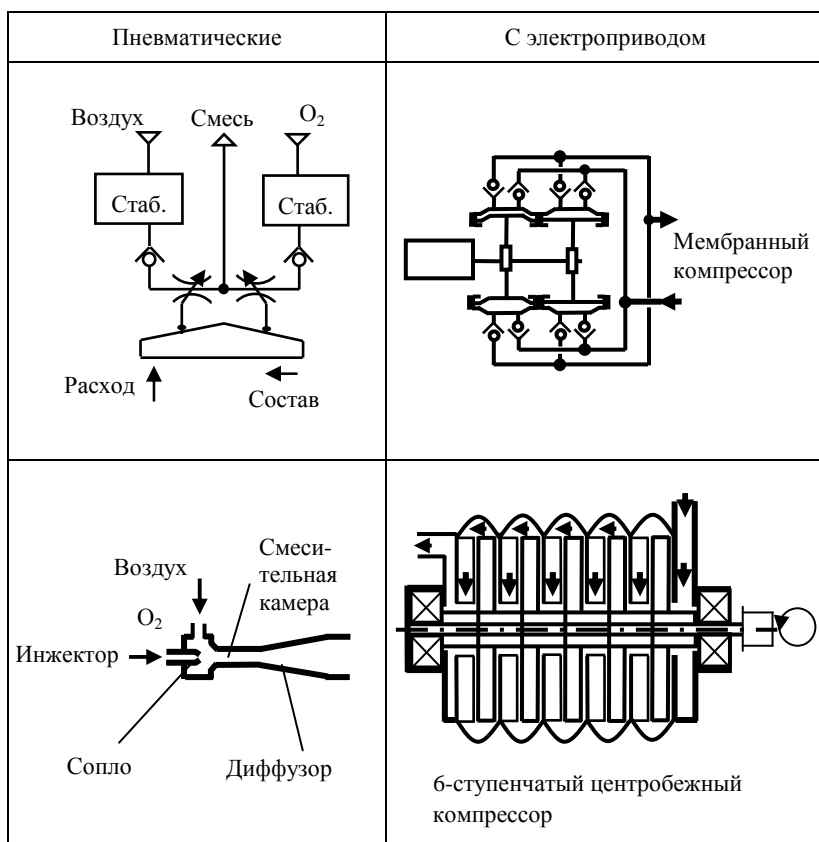 Пневматические
С электроприводом
Воздух
Смесь
O₂
Стаб.
Стаб.
Расход
Состав
Мембранный
компрессор
Воздух
O₂
Инжектор
Сопло
Смеси-
тельная
камера
Диффузор
6-ступенчатый центробежный
компрессор